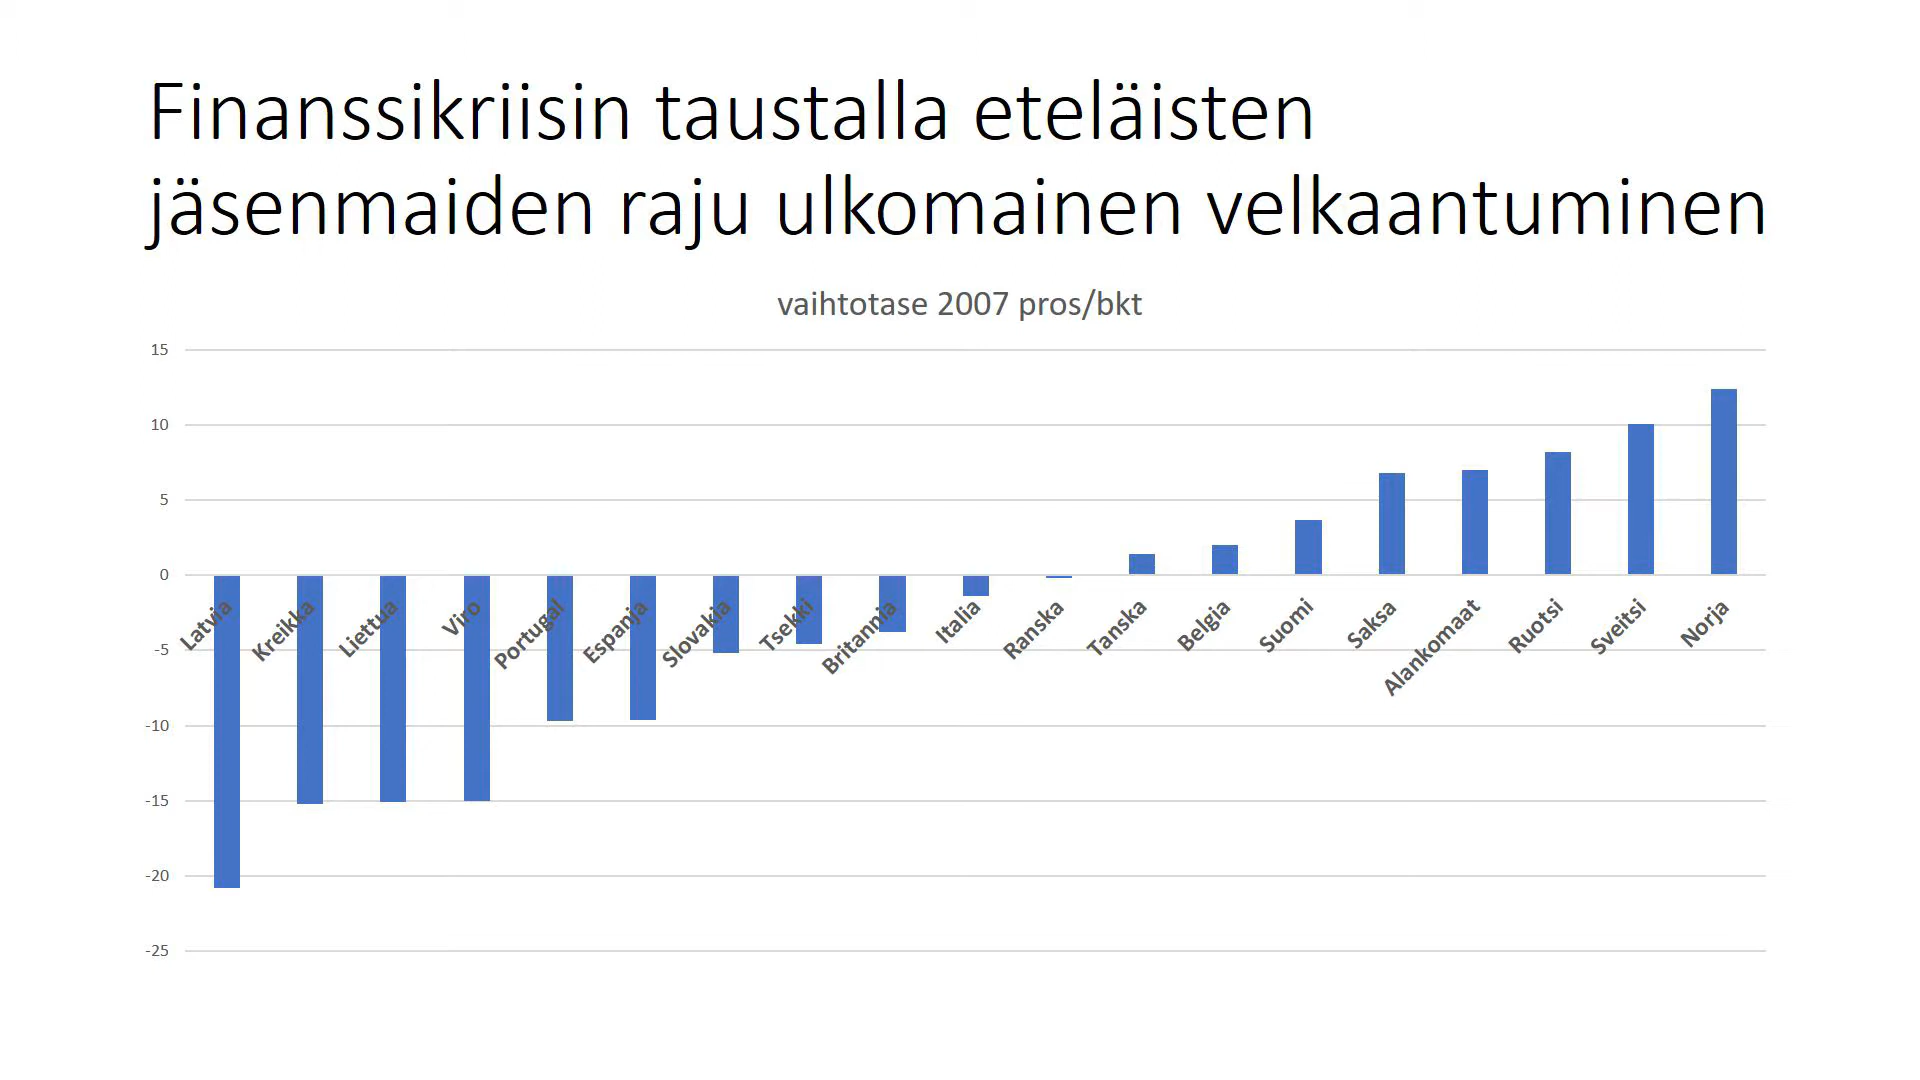 Finanssikriisin taustalla eteläisten
jäsenmaiden raju ulkomainen velkaantuminen
vaihtotase 2007 pros/bkt
15
10
5
0
-5
-10
-15
-20
-25
Latvia
Kreikka
Liettua
Viro
Portugal
Espanja
Slovakia
Tsekki
Britannia
Italia
Ranska
Tanska
Belgia
Suomi
Saksa
Alankomaat
Ruotsi
Sveitsi
Norja